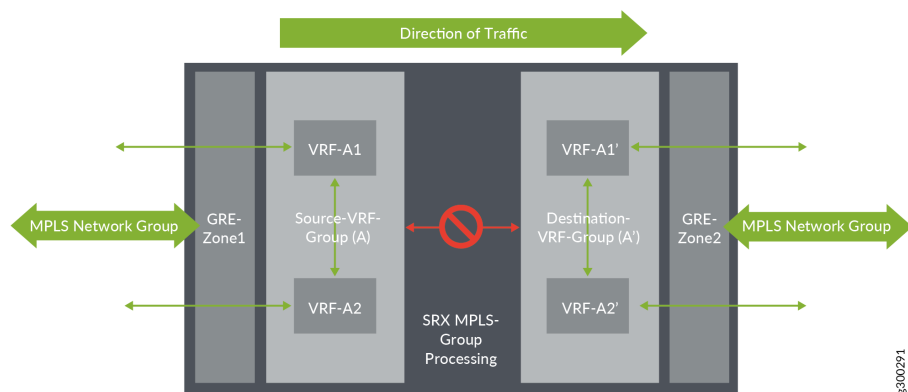 Direction of Traffic
VRF-A1
VRF-A1'
MPLS Network Group
GRE-
Zone1
Source-VRF-
Group (A)
Destination-
VRF-Group (A')
GRE-
Zone2
MPLS Network Group
VRF-A2
VRF-A2'
SRX MPLS-
Group
Processing
g300291